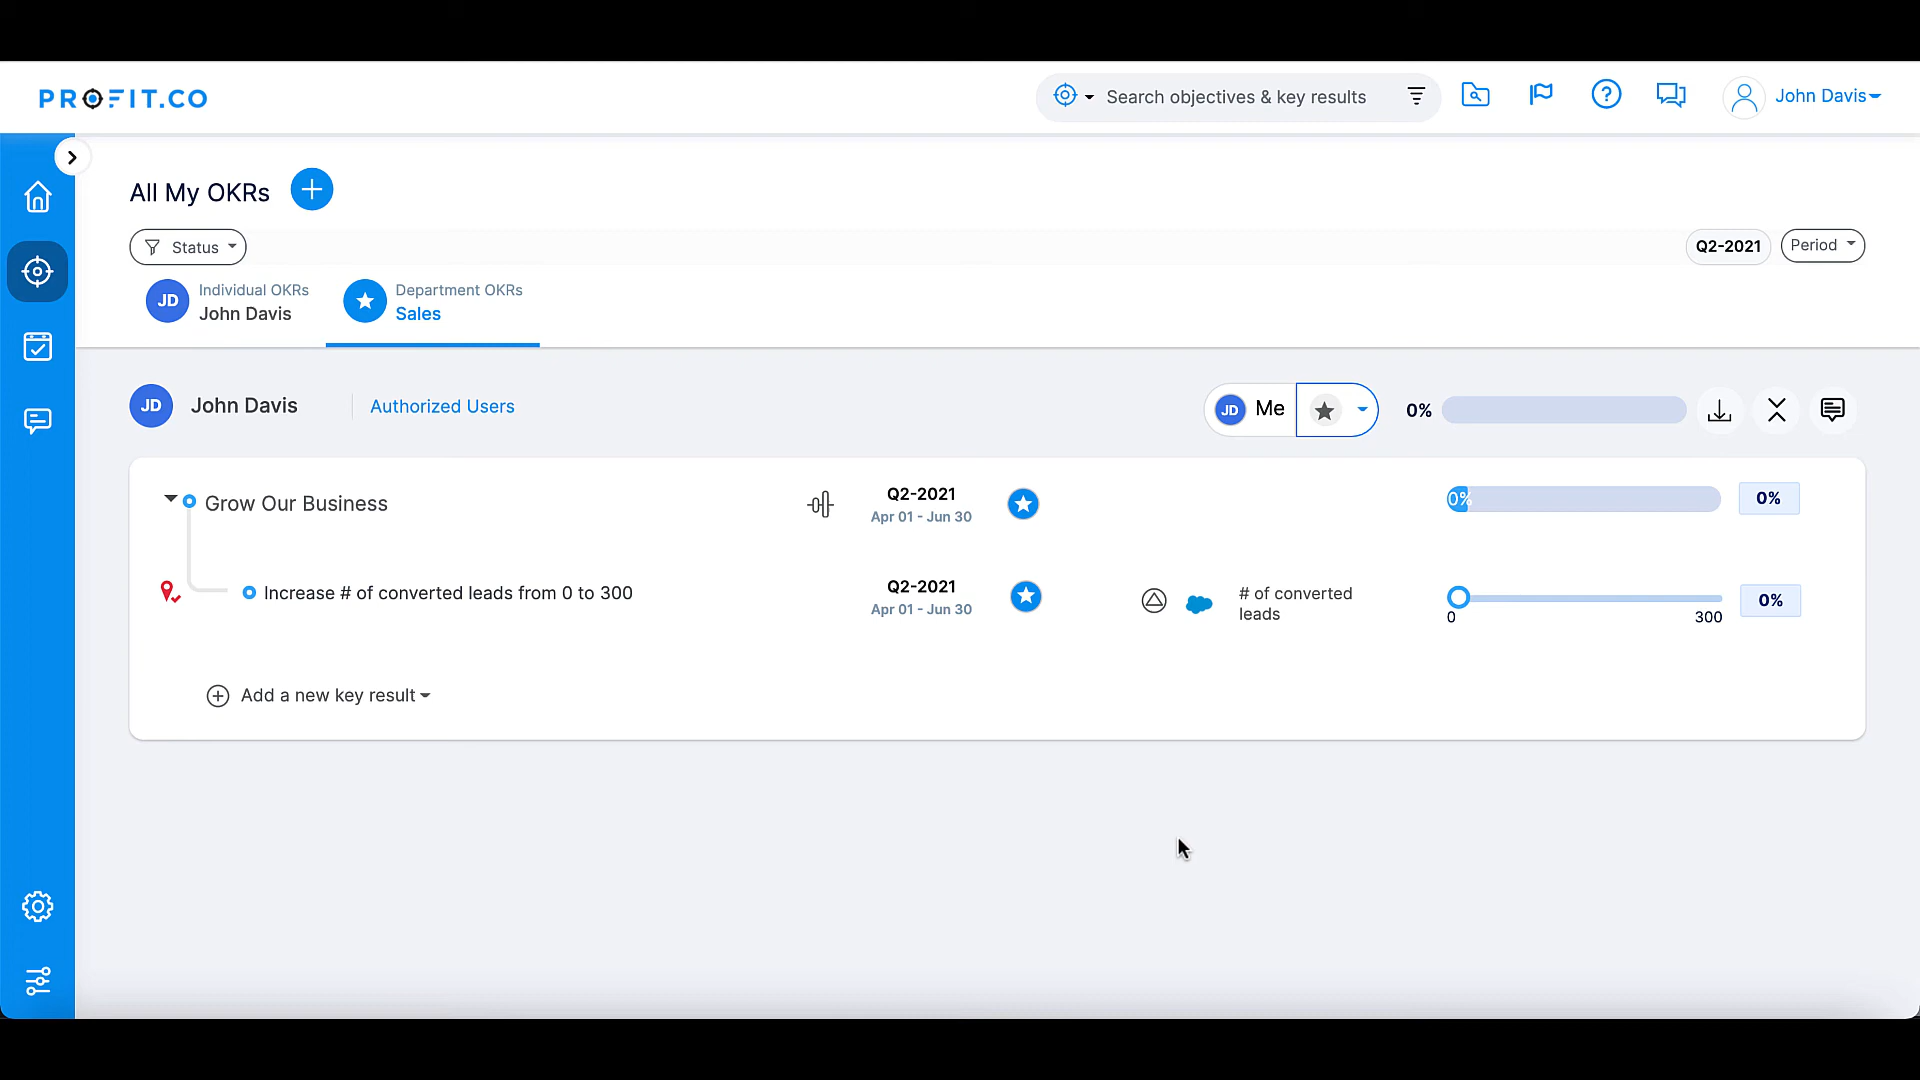 PROFIT.CO
Search objectives & key results
John Davis
All My OKRs
Status
Q2-2021
Period
JD
Individual OKRs
John Davis
Department OKRs
Sales
JD
John Davis
Authorized Users
JD
Me
0%
Grow Our Business
Q2-2021
Apr 01 - Jun 30
0%
0%
Increase # of converted leads from 0 to 300
Q2-2021
Apr 01 - Jun 30
# of converted
leads
0
300
0%
Add a new key result